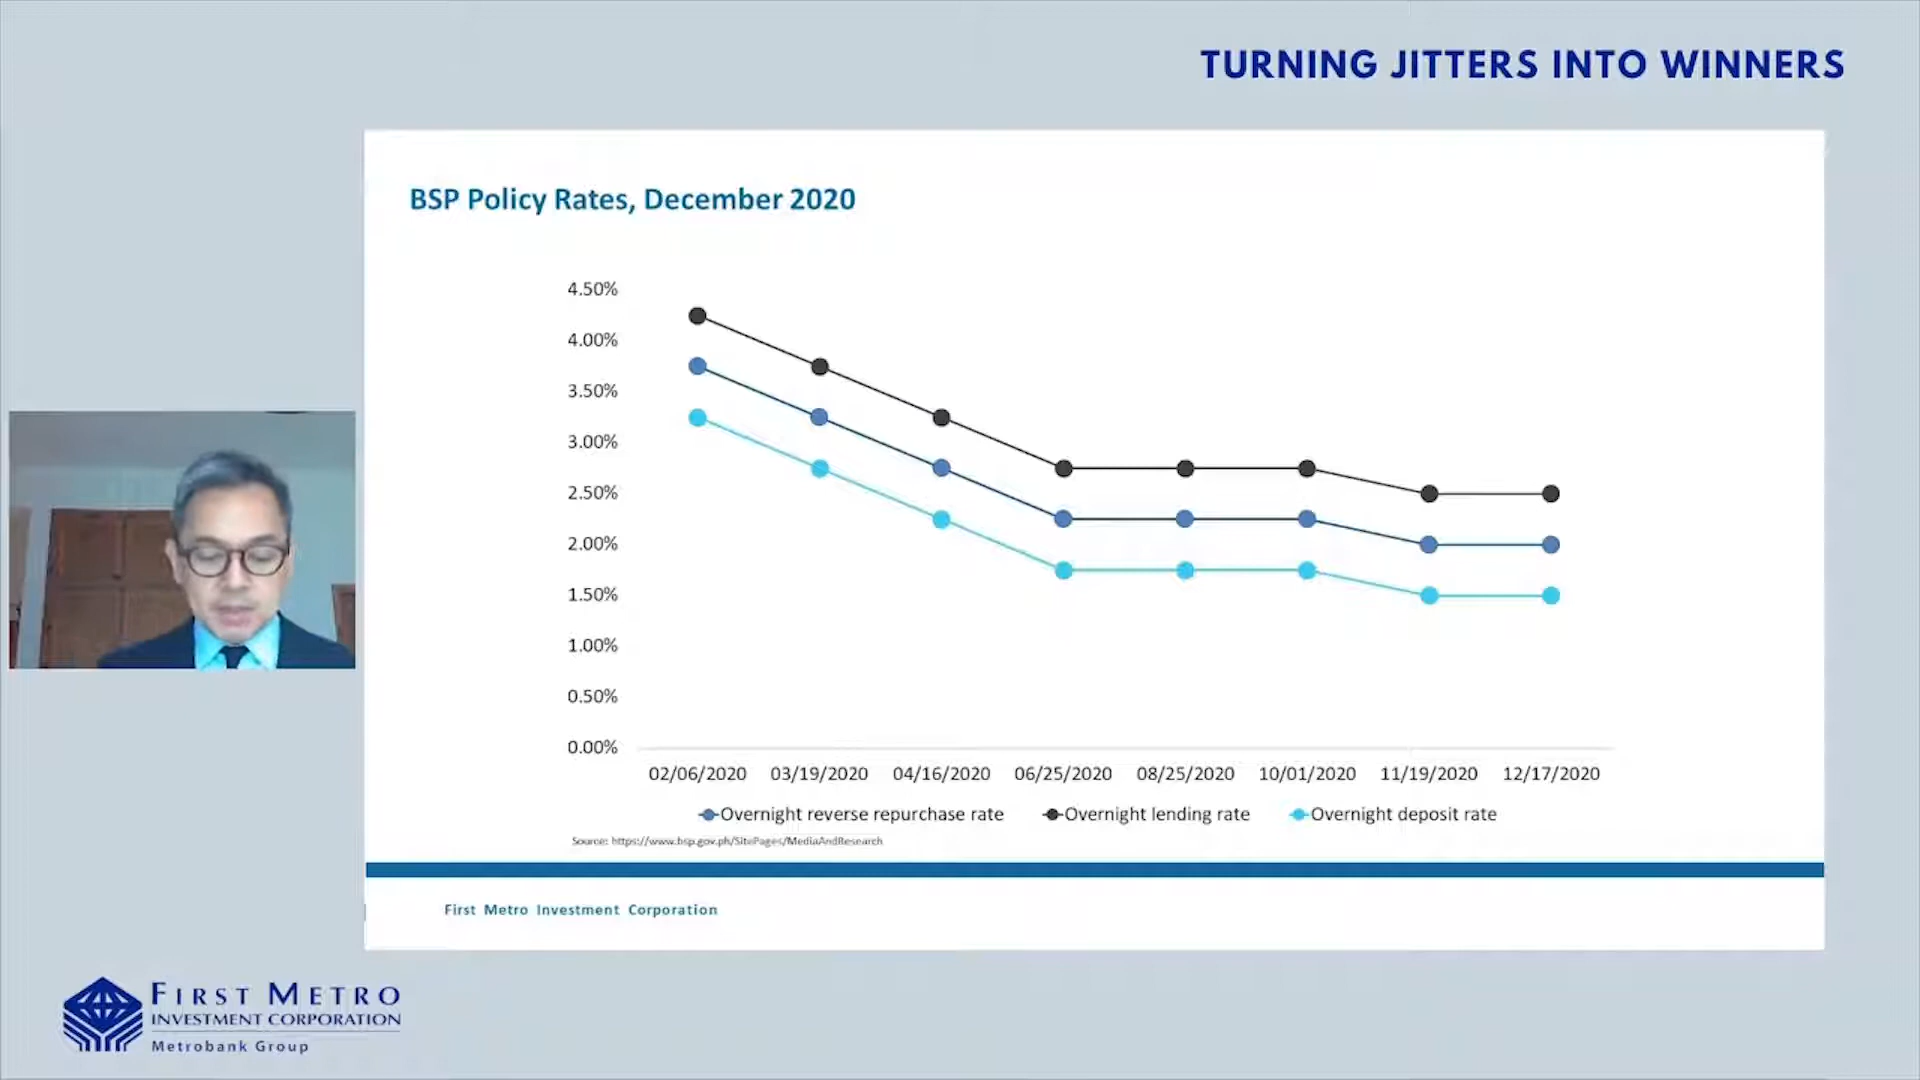 TURNING JITTERS INTO WINNERS
BSP Policy Rates, December 2020
4.50%
4.00%
3.50%
3.00%
2.50%
2.00%
1.50%
1.00%
0.50%
0.00%
02/06/2020 03/19/2020 04/16/2020 06/25/2020 08/25/2020 10/01/2020 11/19/2020 12/17/2020
Overnight reverse repurchase rate Overnight lending rate Overnight deposit rate
Source: https://www.bsp.gov.ph/SitePages/MediaAndResearch
First Metro Investment Corporation
FIRST METRO
INVESTMENT CORPORATION
Metrobank Group